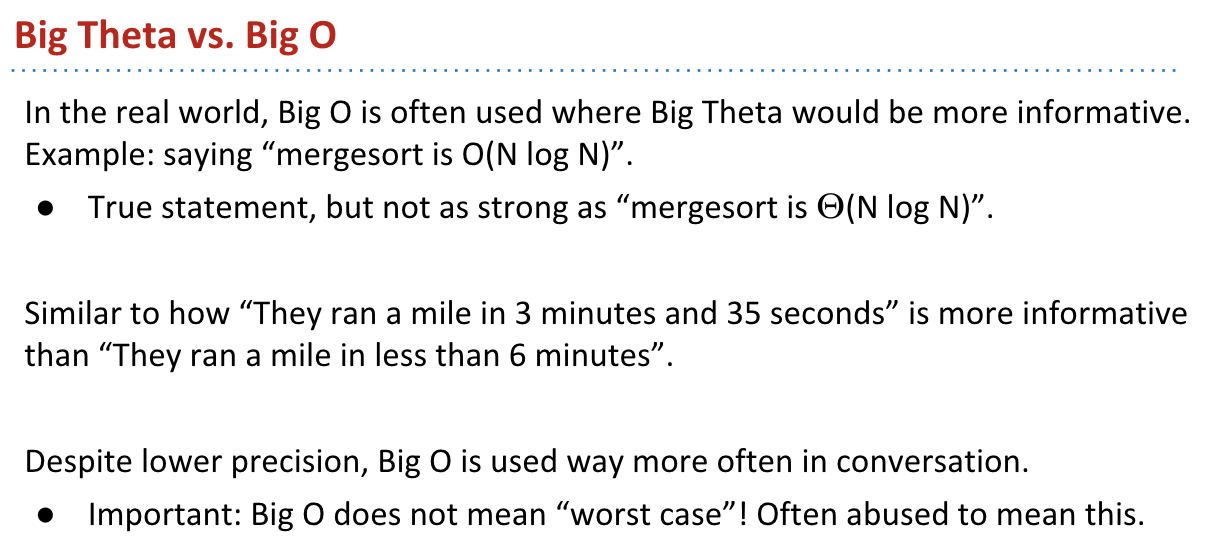 Big Theta vs. Big O
In the real world, Big O is often used where Big Theta would be more informative.
Example: saying “mergesort is O(N log N)”.
● True statement, but not as strong as “mergesort is Θ(N log N)”.
Similar to how “They ran a mile in 3 minutes and 35 seconds” is more informative
than “They ran a mile in less than 6 minutes”.
Despite lower precision, Big O is used way more often in conversation.
● Important: Big O does not mean “worst case”! Often abused to mean this.